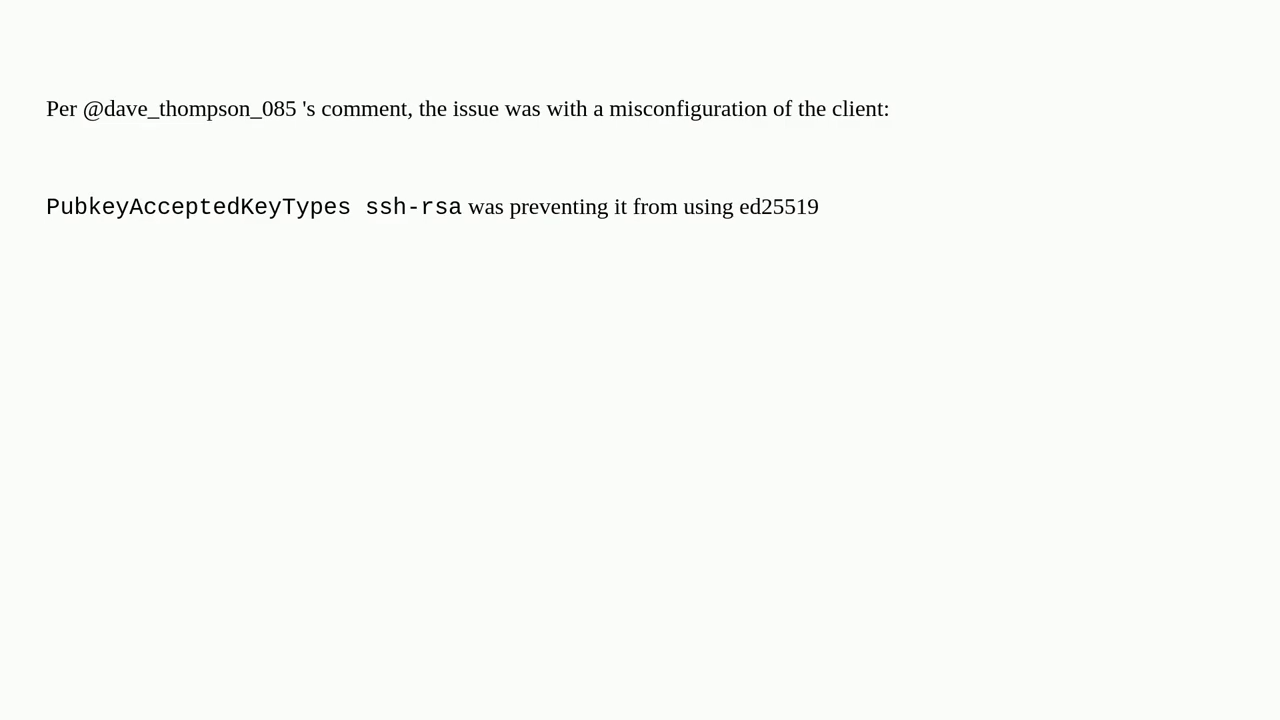 Per @dave_thompson_085 's comment, the issue was with a misconfiguration of the client:
PubkeyAcceptedKeyTypes ssh-rsa was preventing it from using ed25519